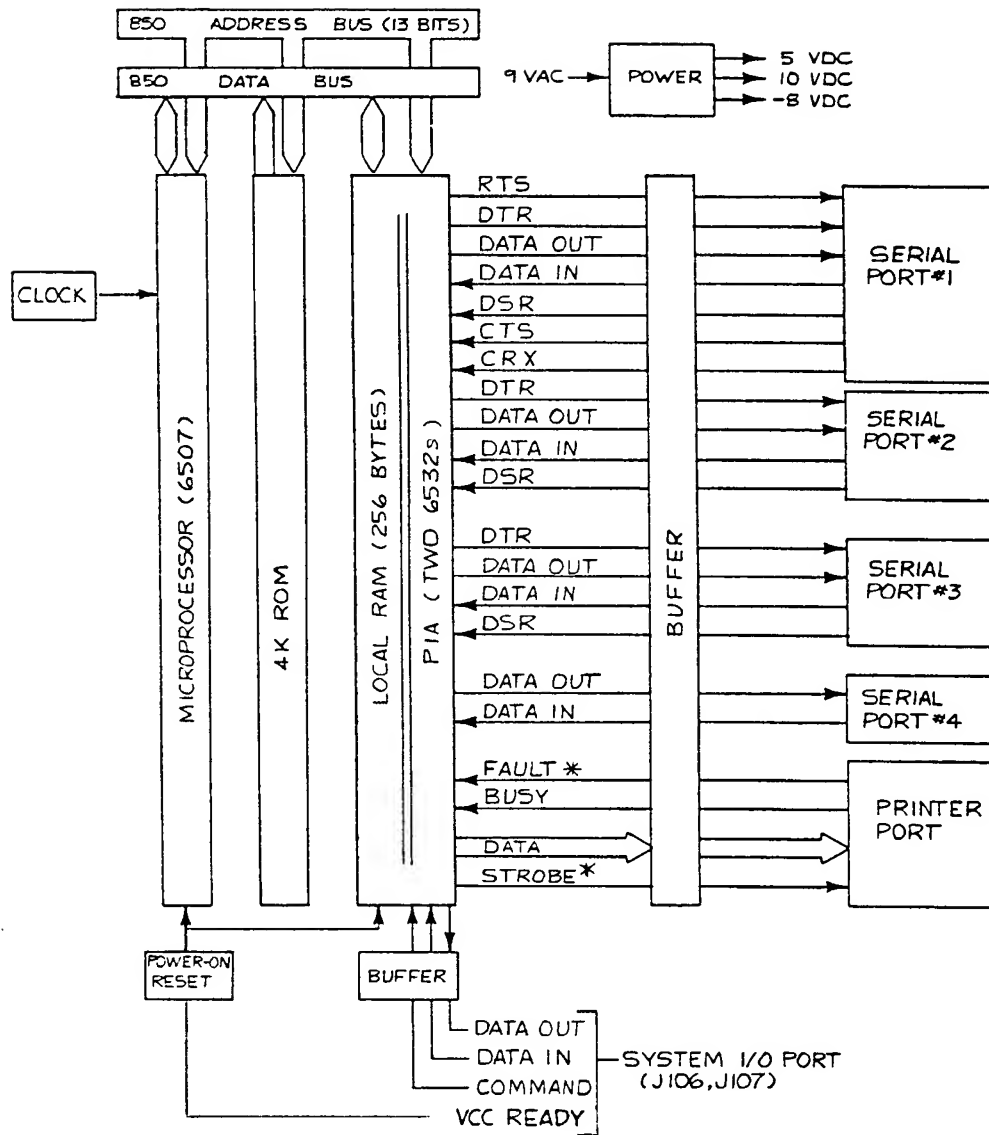 850 ADDRESS BUS (13 BITS)
850 DATA BUS
9 VAC
POWER
5 VDC
10 VDC
-8 VDC
CLOCK
MICROPROCESSOR (6507)
4K ROM
LOCAL RAM (256 BYTES)
PIA (TWO 6532s)
BUFFER
RTS
DTR
DATA OUT
DATA IN
DSR
CTS
CRX
SERIAL
PORT#1
DTR
DATA OUT
DATA IN
DSR
SERIAL
PORT#2
DTR
DATA OUT
DATA IN
DSR
SERIAL
PORT#3
DATA OUT
DATA IN
SERIAL
PORT#4
FAULT*
BUSY
DATA
STROBE*
PRINTER
PORT
POWER-ON
RESET
BUFFER
DATA OUT
DATA IN
COMMAND
VCC READY
SYSTEM I/O PORT
(J106,J107)